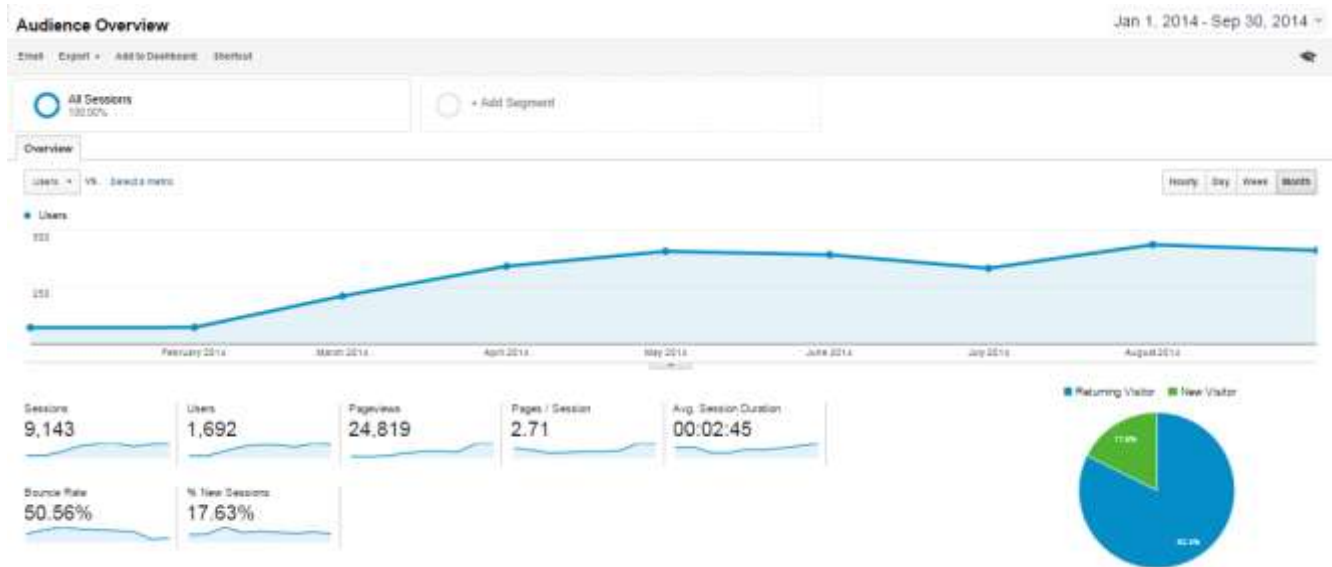 Audience Overview
Jan 1, 2014 - Sep 30, 2014
Email Export Add to Dashboard Shortcut
All Sessions
100.00%
+ Add Segment
Overview
Users VS. Select a metric
Hourly Day Week Month
Users
500
250
February 2014 March 2014 April 2014 May 2014 June 2014 July 2014 August 2014
Returning Visitor New Visitor
Sessions Users Pageviews Pages / Session Avg. Session Duration
9,143 1,692 24,819 2.71 00:02:45
Bounce Rate % New Sessions
50.56% 17.63%